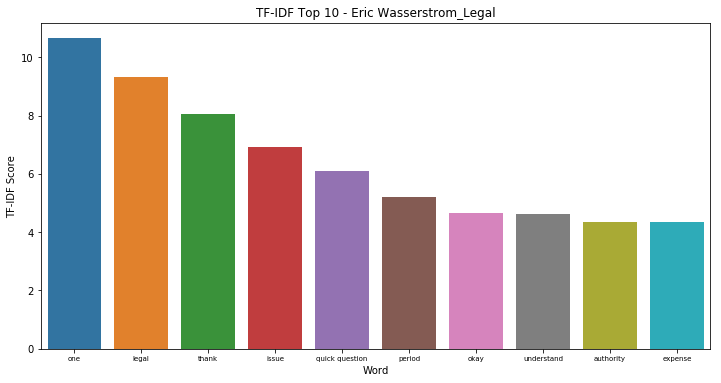 TF-IDF Top 10 - Eric Wasserstrom_Legal
TF-IDF Score
10
8
6
4
2
0
one legal thank issue quick question period okay understand authority expense
Word